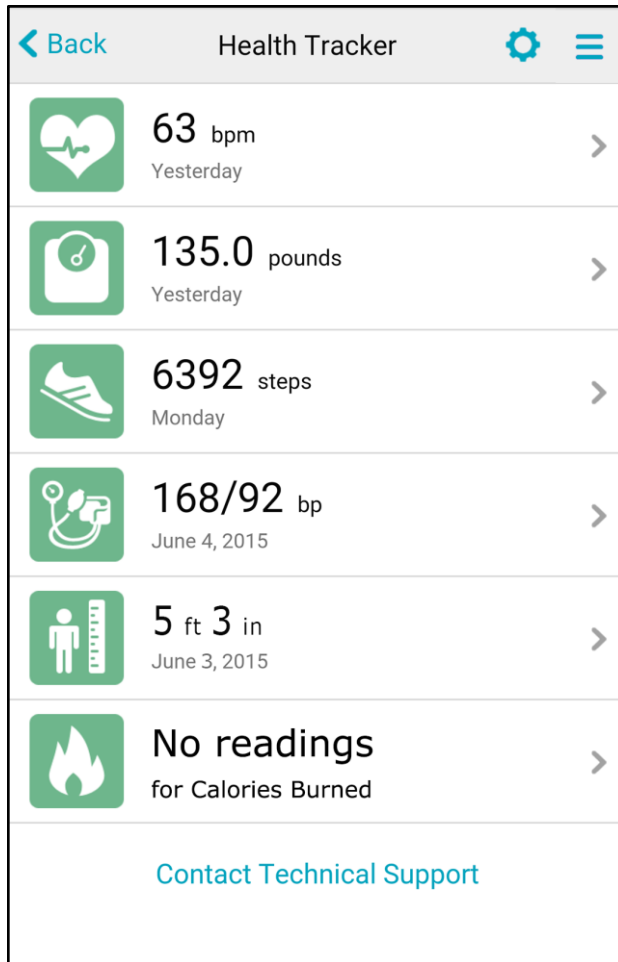 Back Health Tracker
63 bpm
Yesterday
135.0 pounds
Yesterday
6392 steps
Monday
168/92 bp
June 4, 2015
5 ft 3 in
June 3, 2015
No readings
for Calories Burned
Contact Technical Support